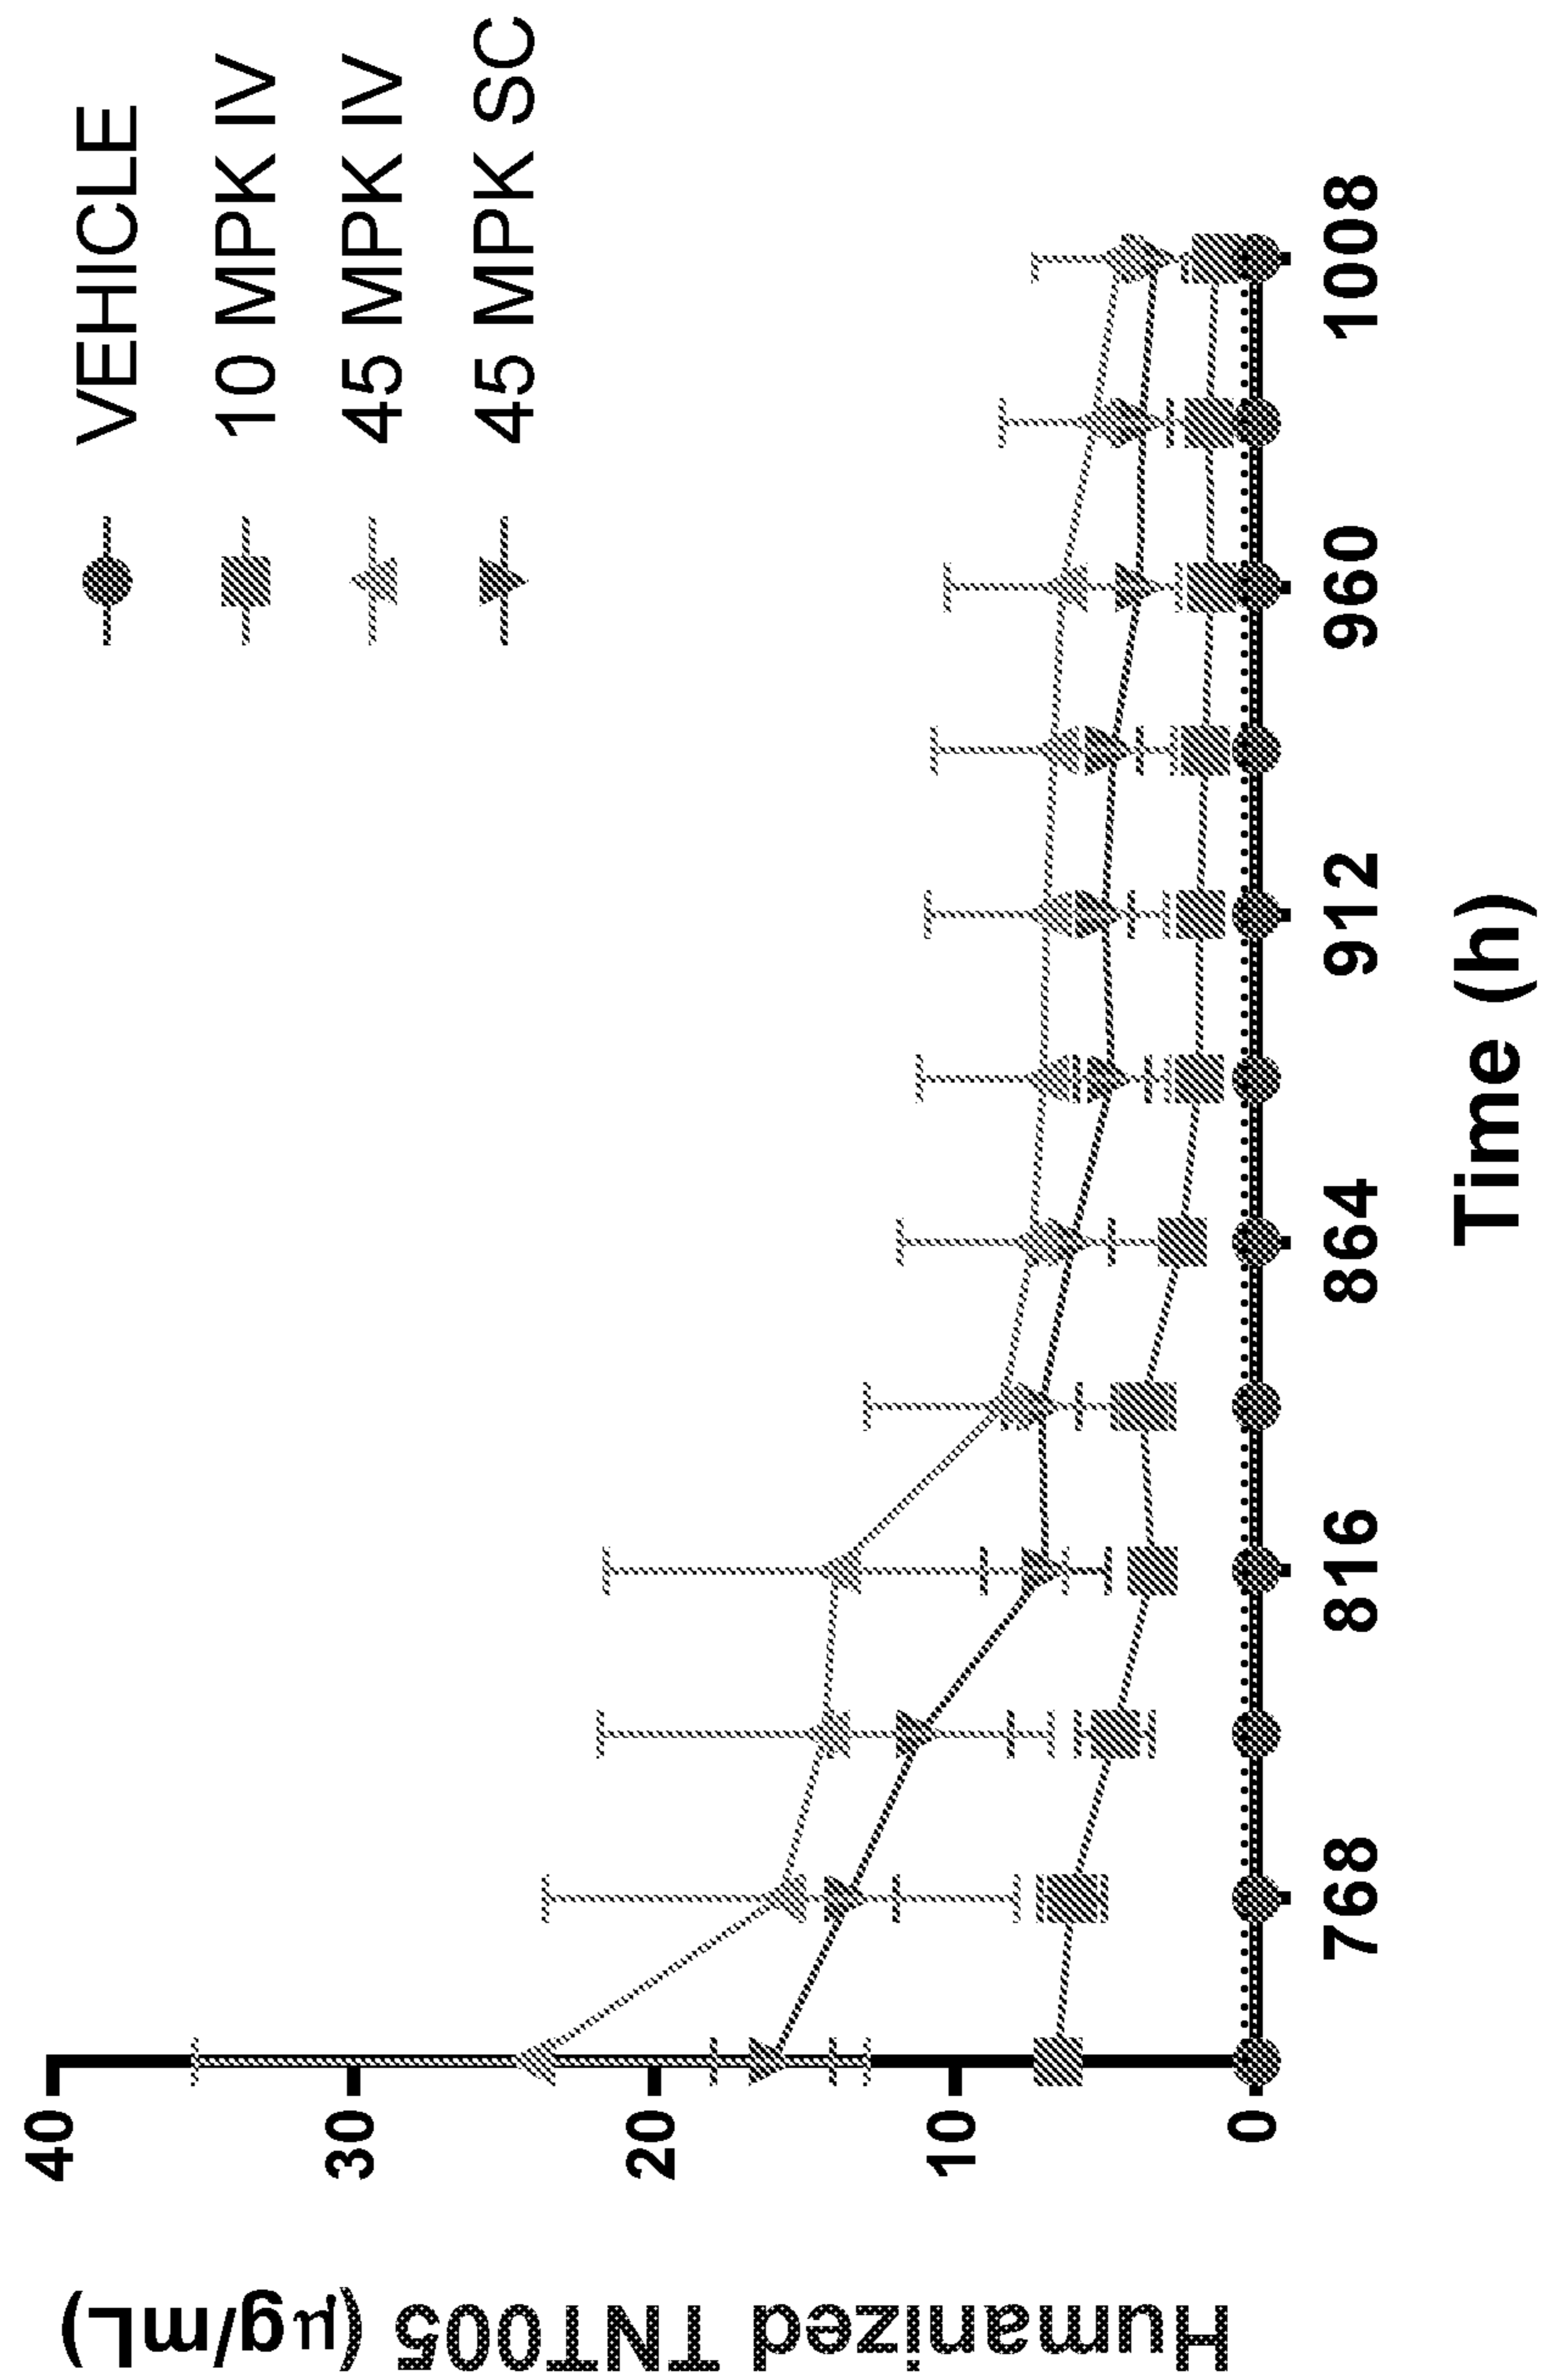 VEHICLE
10 MPK IV
45 MPK IV
45 MPK SC
Humanized TNT005 (μg/mL)
40
30
20
10
0
768
816
864
912
960
1008
Time (h)